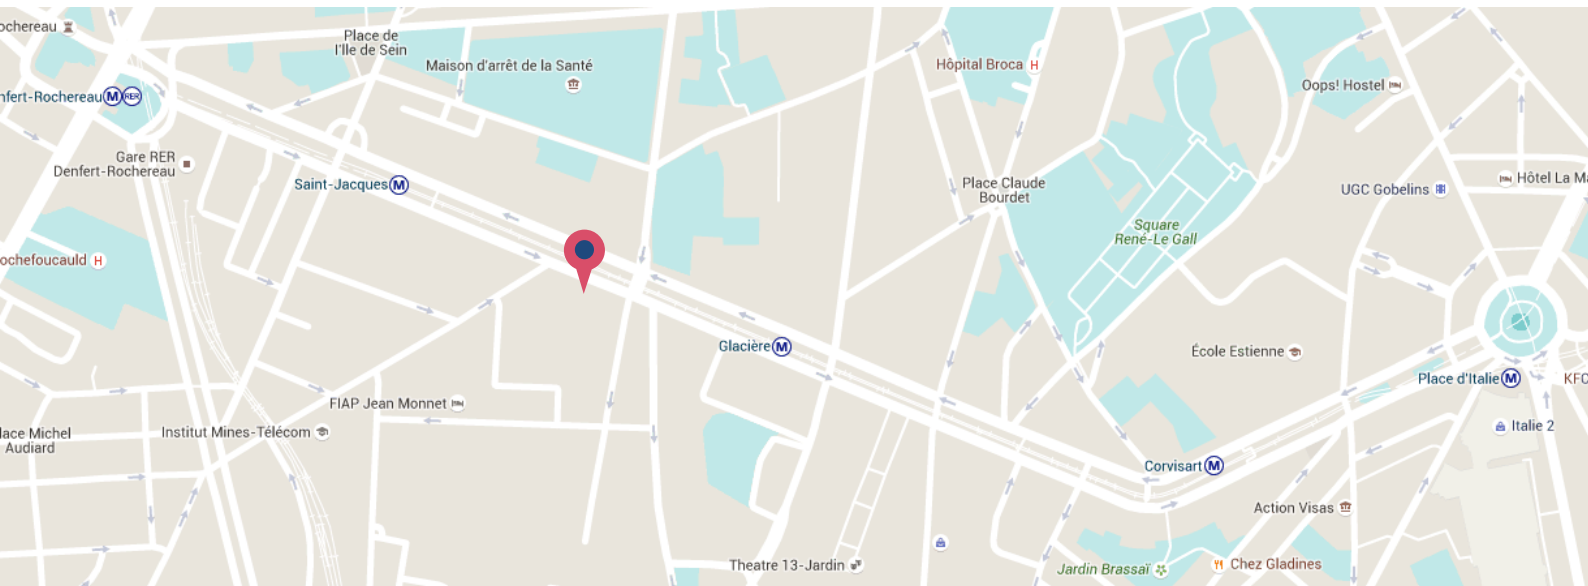 ochereau
Place de
l'Ile de Sein
Maison d'arrêt de la Santé
Hôpital Broca H
Oops! Hostel
nfert-Rochereau M RER
Gare RER
Denfert-Rochereau
Saint-Jacques M
Place Claude
Bourdet
UGC Gobelins
Hôtel La Ma
Square
René-Le Gall
ochefoucauld H
Glacière M
École Estienne
Place d'Italie M
KFC
FIAP Jean Monnet
Institut Mines-Télécom
lace Michel
Audiard
Italie 2
Corvisart M
Action Visas
Theatre 13-Jardin
Jardin Brassaï
Chez Gladines